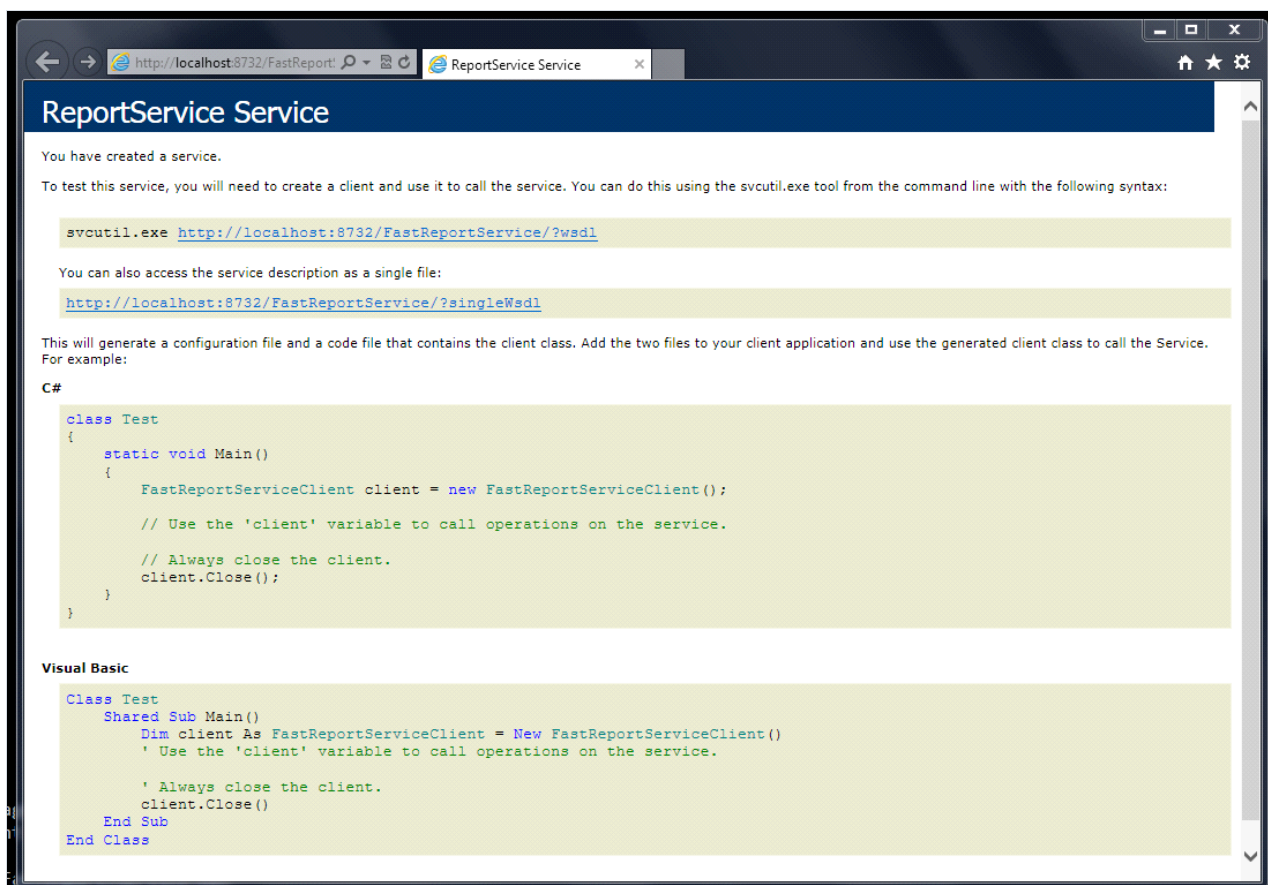 http://localhost:8732/FastReport!
ReportService Service
ReportService Service
You have created a service.
To test this service, you will need to create a client and use it to call the service. You can do this using the svcutil.exe tool from the command line with the following syntax:
svcutil.exe http://localhost:8732/FastReportService/?wsdl
You can also access the service description as a single file:
http://localhost:8732/FastReportService/?singleWsdl
This will generate a configuration file and a code file that contains the client class. Add the two files to your client application and use the generated client class to call the Service.
For example:
C#
class Test
{
    static void Main()
    {
        FastReportServiceClient client = new FastReportServiceClient();
        // Use the 'client' variable to call operations on the service.
        // Always close the client.
        client.Close();
    }
}
Visual Basic
Class Test
    Shared Sub Main()
        Dim client As FastReportServiceClient = New FastReportServiceClient()
        ' Use the 'client' variable to call operations on the service.
        ' Always close the client.
        client.Close()
    End Sub
End Class